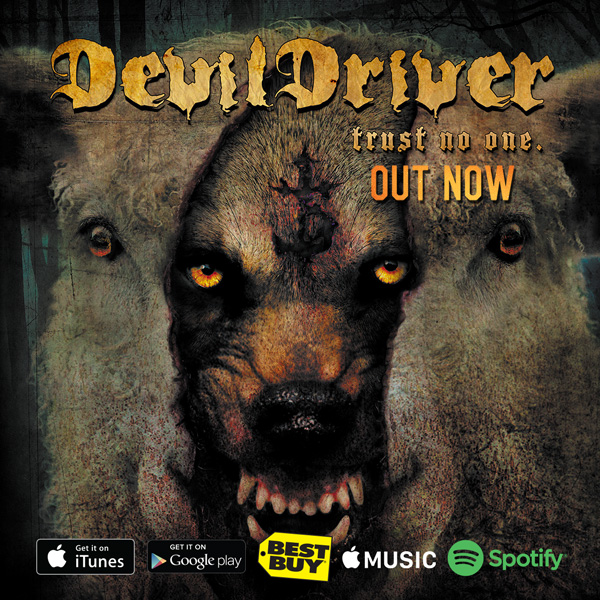 DevilDriver
trust no one.
OUT NOW
Get it on
iTunes
GET IT ON
Google play
BEST
BUY
MUSIC
Spotify